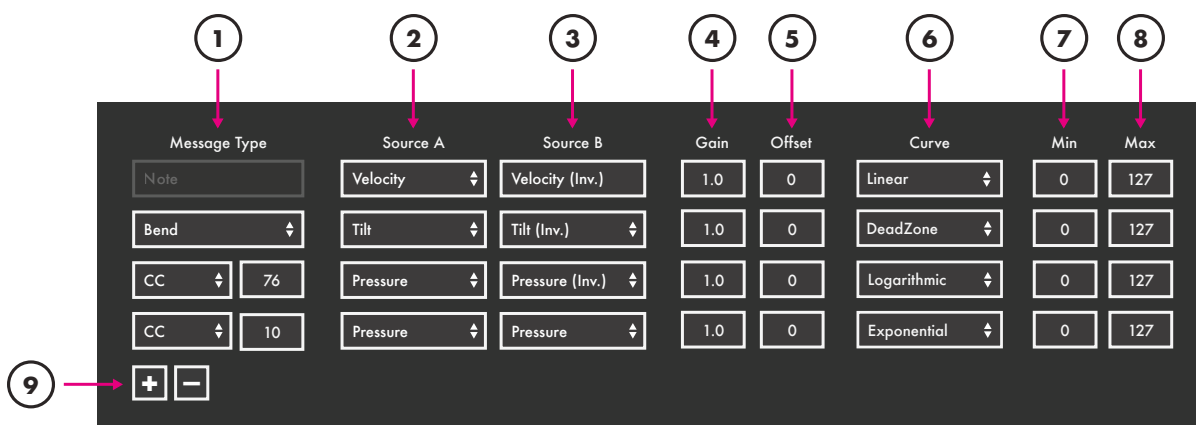 1 2 3 4 5 6 7 8
Message Type Source A Source B Gain Offset Curve Min Max
Note Velocity Velocity (Inv.) 1.0 0 Linear 0 127
Bend Tilt Tilt (Inv.) 1.0 0 DeadZone 0 127
CC 76 Pressure Pressure (Inv.) 1.0 0 Logarithmic 0 127
CC 10 Pressure Pressure 1.0 0 Exponential 0 127
9 + −